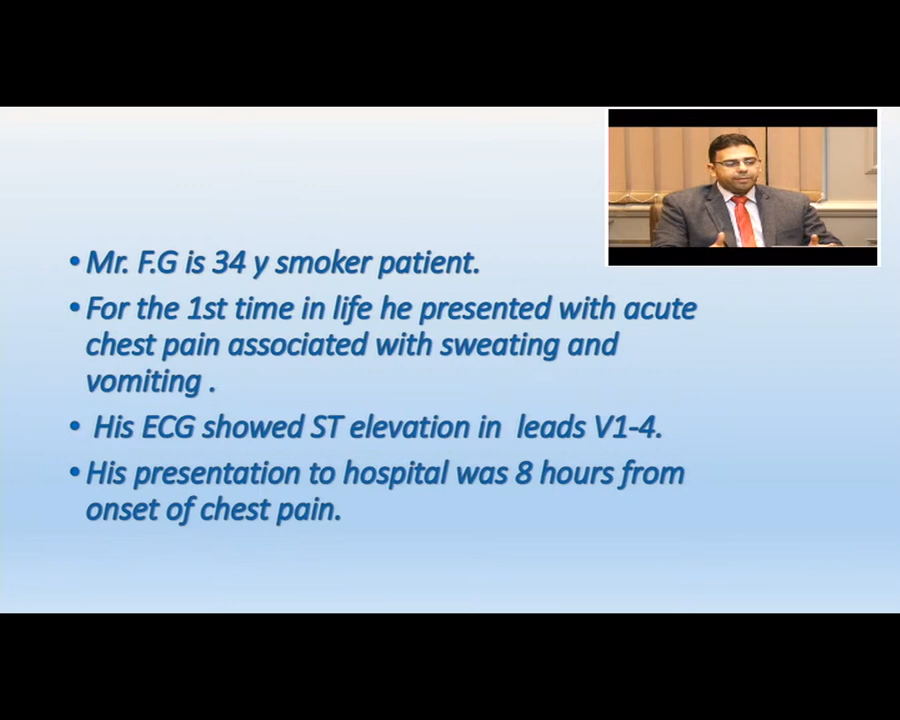 • Mr. F.G is 34 y smoker patient.
• For the 1st time in life he presented with acute
chest pain associated with sweating and
vomiting .
• His ECG showed ST elevation in leads V1-4.
• His presentation to hospital was 8 hours from
onset of chest pain.